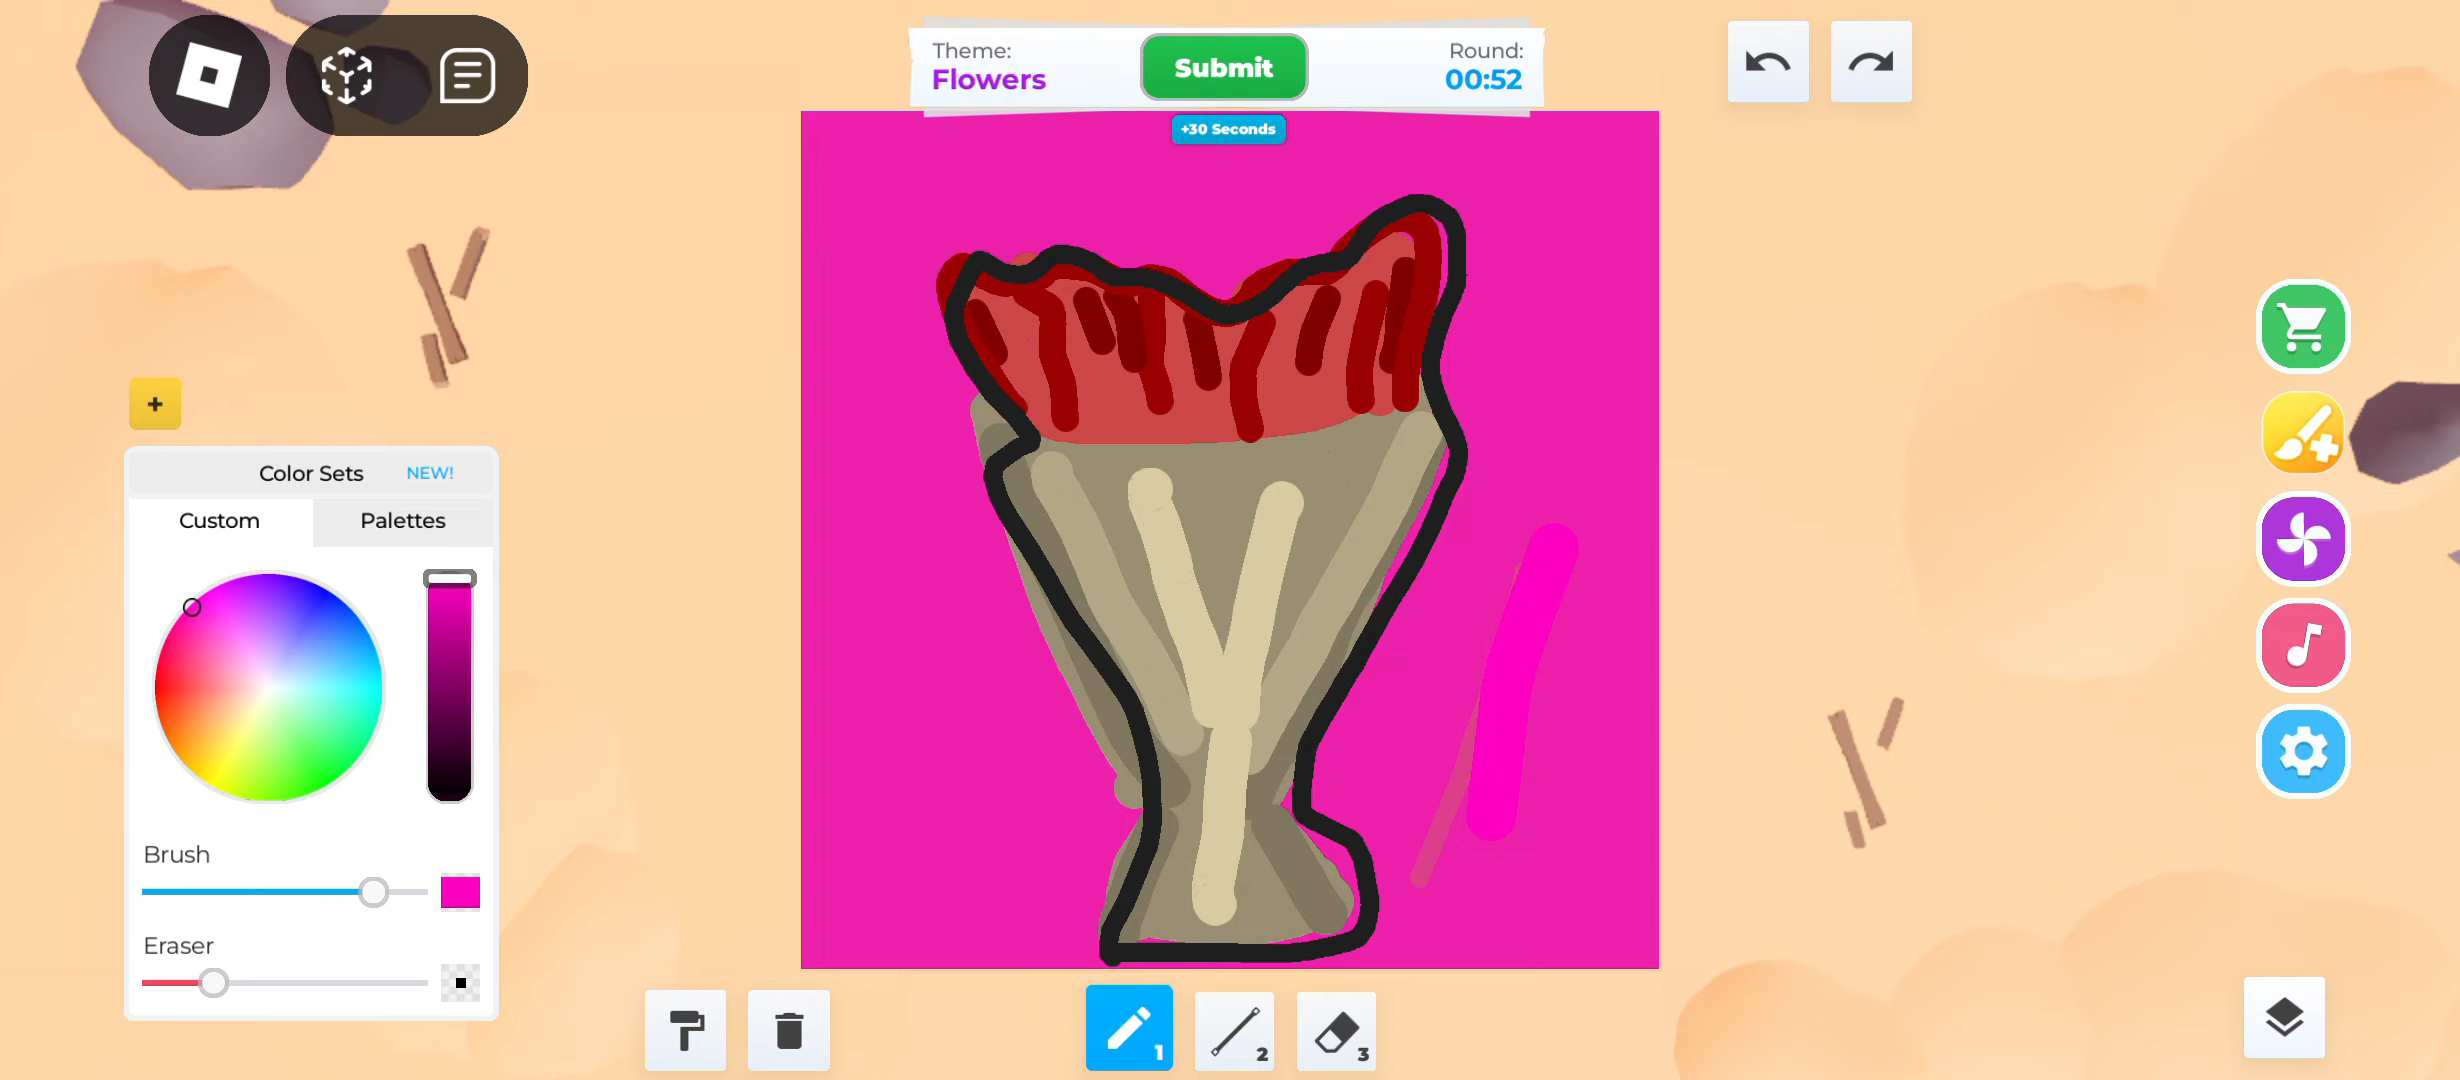 Theme:
Flowers
Submit
Round:
00:52
+30 Seconds
+
Color Sets NEW!
Custom Palettes
Brush
Eraser
1
2
3